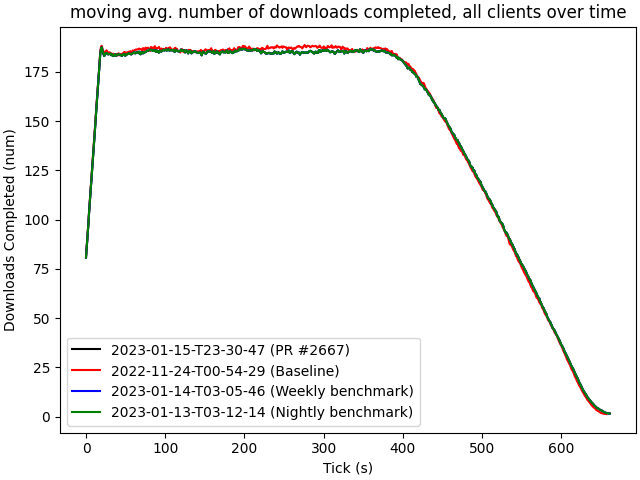 moving avg. number of downloads completed, all clients over time
Downloads Completed (num)
175
150
125
100
75
50
25
0
2023-01-15-T23-30-47 (PR #2667)
2022-11-24-T00-54-29 (Baseline)
2023-01-14-T03-05-46 (Weekly benchmark)
2023-01-13-T03-12-14 (Nightly benchmark)
0 100 200 300 400 500 600
Tick (s)